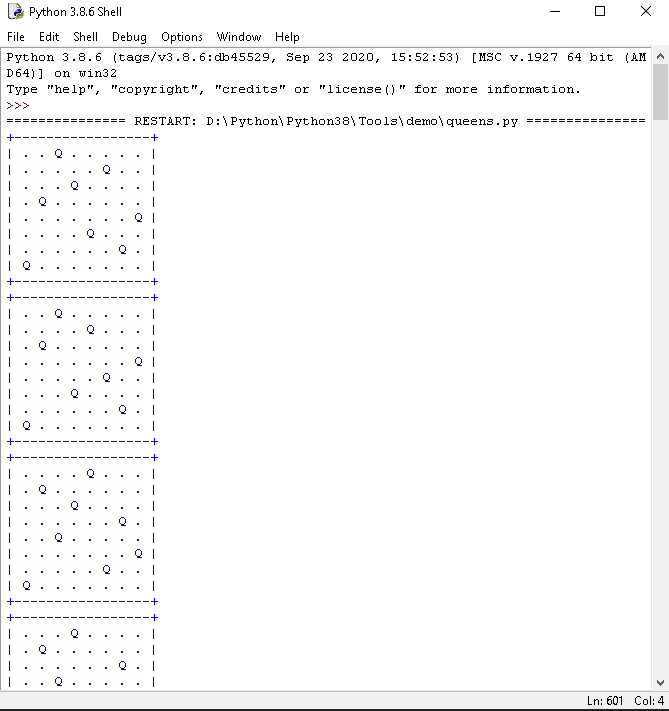 Python 3.8.6 Shell
File Edit Shell Debug Options Window Help
Python 3.8.6 (tags/v3.8.6:db45529, Sep 23 2020, 15:52:53) [MSC v.1927 64 bit (AM
D64)] on win32
Type "help", "copyright", "credits" or "license()" for more information.
>>>
=============== RESTART: D:\Python\Python38\Tools\demo\queens.py ===============
+-----------------+
| . . Q . . . . . |
| . . . . . Q . . |
| . . . Q . . . . |
| . Q . . . . . . |
| . . . . . . . Q |
| . . . . Q . . . |
| . . . . . . Q . |
| Q . . . . . . . |
+-----------------+
+-----------------+
| . . Q . . . . . |
| . . . . Q . . . |
| . Q . . . . . . |
| . . . . . . . Q |
| . . . . . Q . . |
| . . . Q . . . . |
| . . . . . . Q . |
| Q . . . . . . . |
+-----------------+
+-----------------+
| . . . . Q . . . |
| . Q . . . . . . |
| . . . Q . . . . |
| . . . . . . Q . |
| . . Q . . . . . |
| . . . . . . . Q |
| . . . . . Q . . |
| Q . . . . . . . |
+-----------------+
+-----------------+
| . . . Q . . . . |
| . Q . . . . . . |
| . . . . . . Q . |
| . . Q . . . . . |
Ln: 601 Col: 4